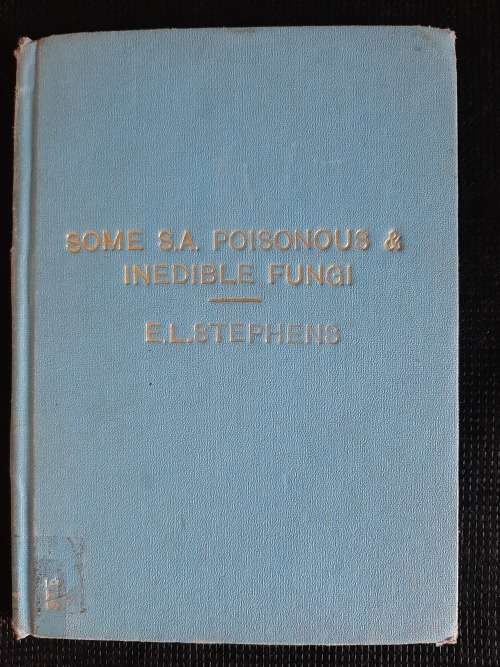 SOME S.A. POISONOUS &
INEDIBLE FUNGI
E.L.STEPHENS